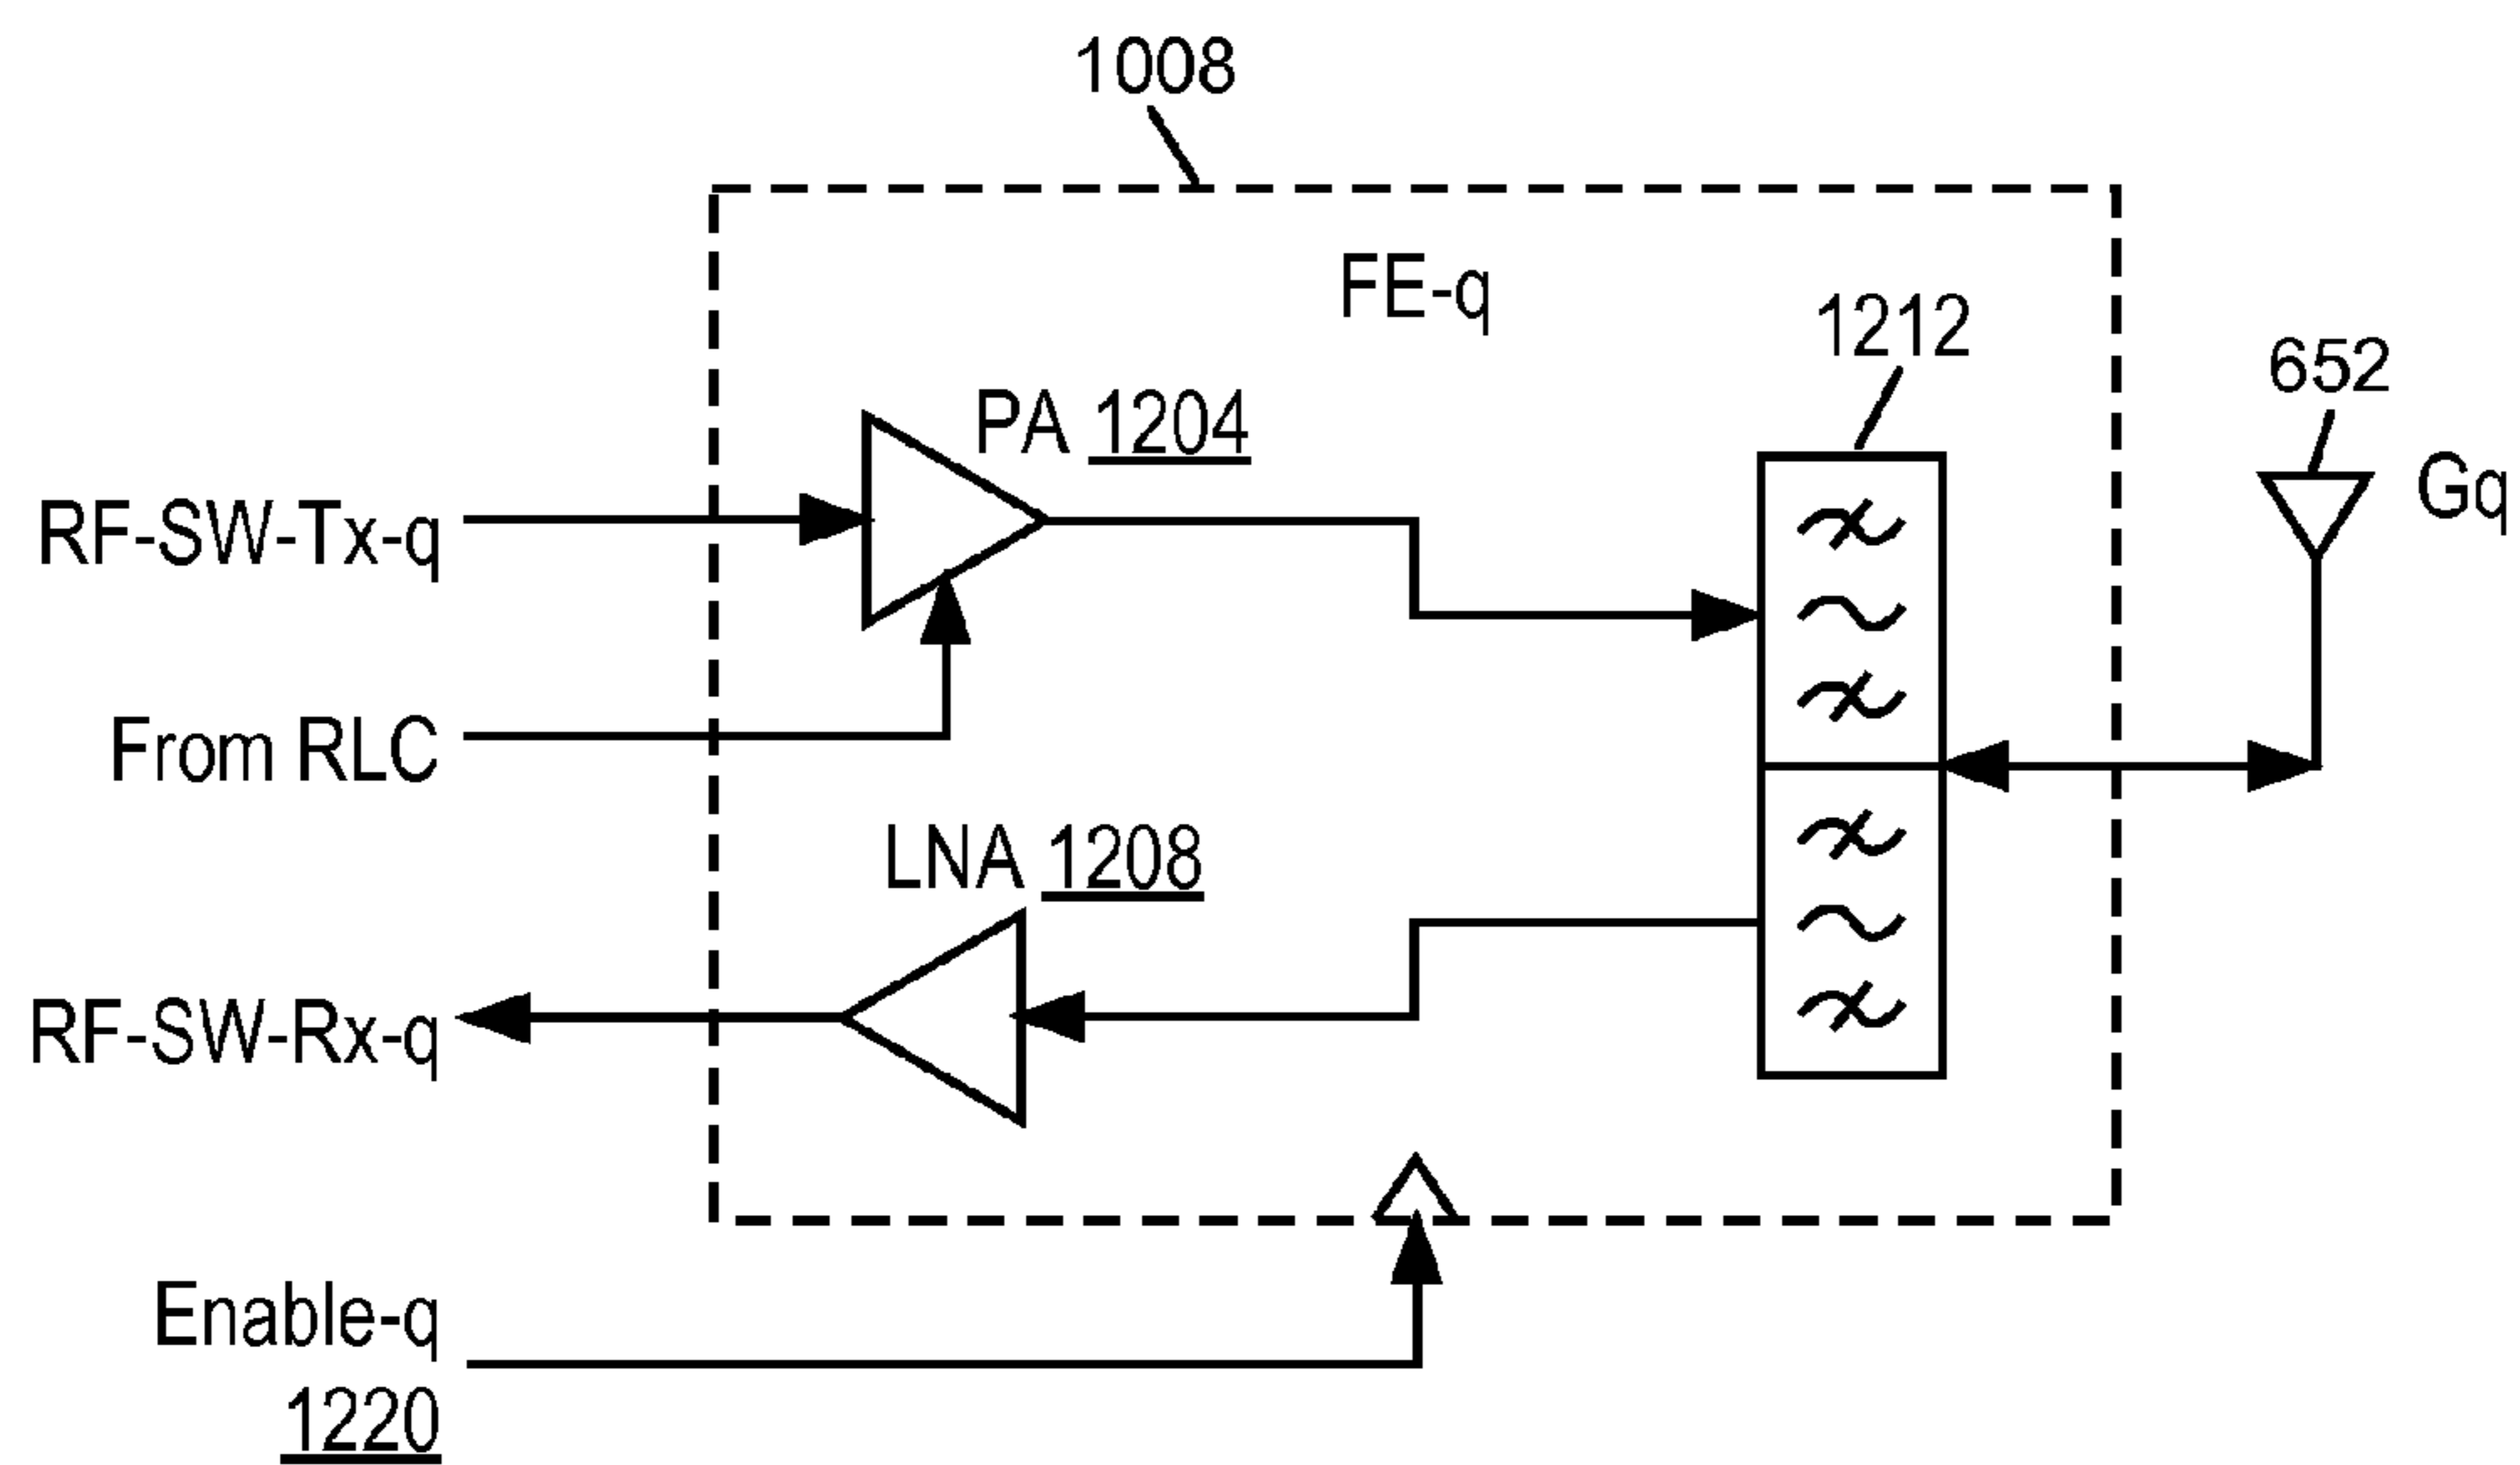 1008
FE-q
1212
652
Gq
PA 1204
RF-SW-Tx-q
From RLC
LNA 1208
RF-SW-Rx-q
Enable-q
1220